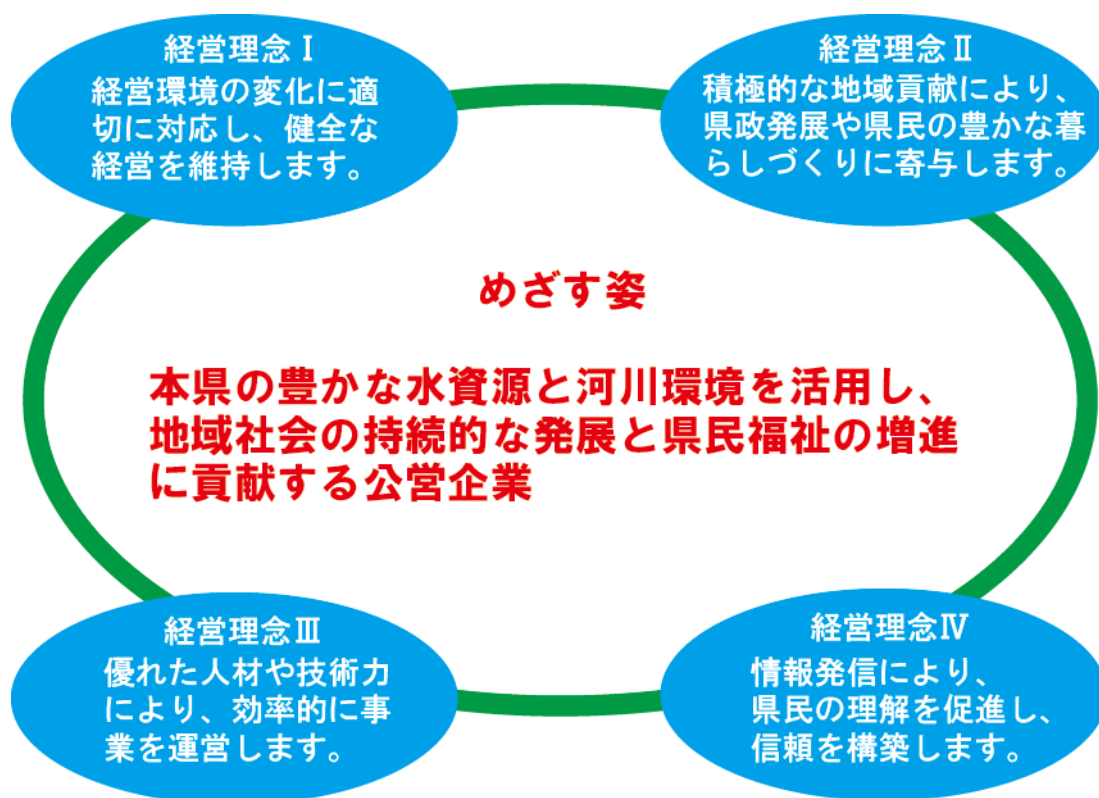 経営理念Ⅰ
経営環境の変化に適
切に対応し、健全な
経営を維持します。
経営理念Ⅱ
積極的な地域貢献により、
県政発展や県民の豊かな暮
らしづくりに寄与します。
めざす姿
本県の豊かな水資源と河川環境を活用し、
地域社会の持続的な発展と県民福祉の増進
に貢献する公営企業
経営理念Ⅲ
優れた人材や技術力
により、効率的に事
業を運営します。
経営理念Ⅳ
情報発信により、
県民の理解を促進し、
信頼を構築します。